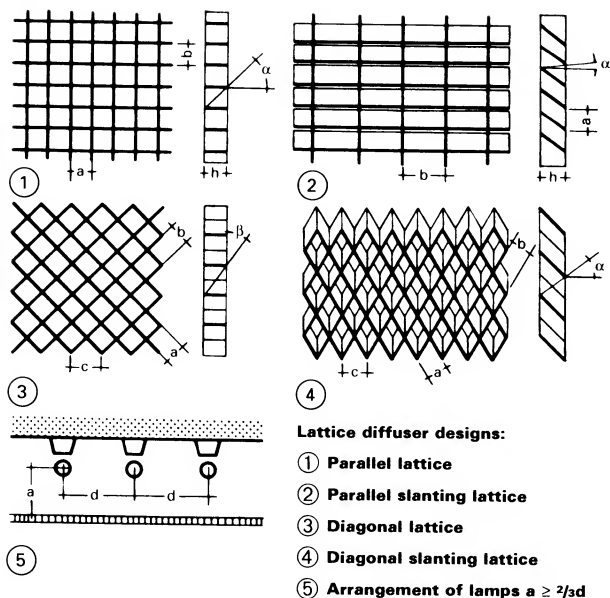 b
α
a
h
①
α
a
b
h
②
b
β
a
c
③
b
α
c
a
④
a
d
d
⑤
Lattice diffuser designs:
① Parallel lattice
② Parallel slanting lattice
③ Diagonal lattice
④ Diagonal slanting lattice
⑤ Arrangement of lamps a ≥ 2/3d